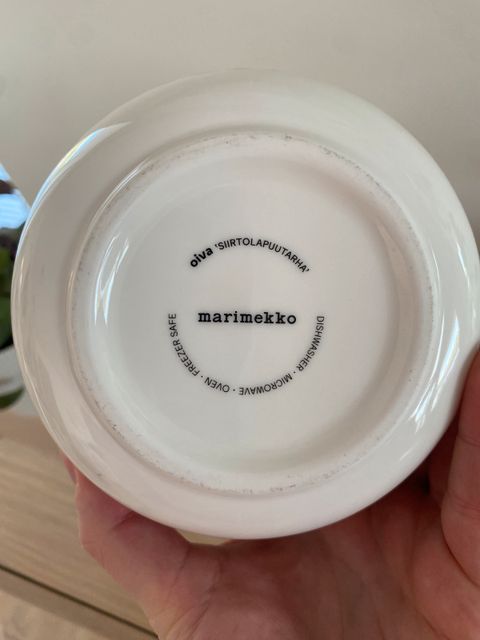 oiva 'SIIRTOLAPUUTARHA'
marimekko
DISHWASHER · MICROWAVE · OVEN · FREEZER SAFE